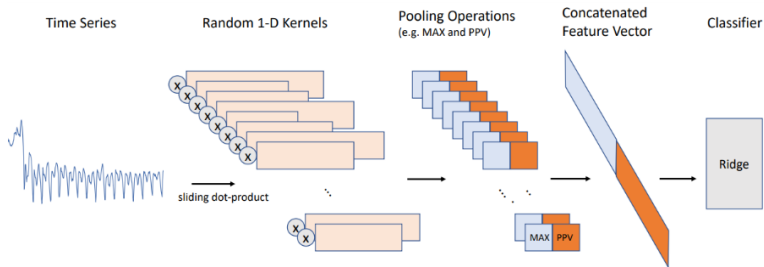 Time Series
Random 1-D Kernels
Pooling Operations
(e.g. MAX and PPV)
Concatenated
Feature Vector
Classifier
X
X
X
X
X
X
X
X
sliding dot-product
...
X
X
...
MAX PPV
Ridge